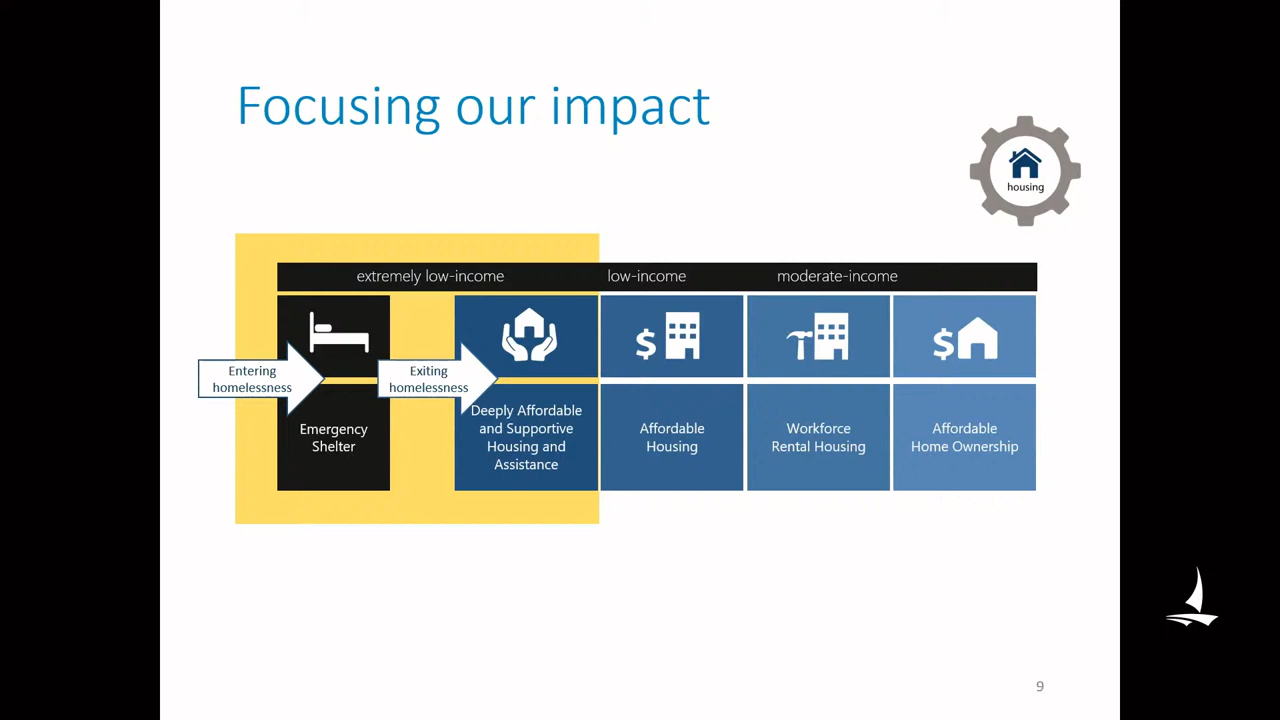 Focusing our impact
housing
extremely low-income low-income moderate-income
Entering
homelessness
Exiting
homelessness
Emergency
Shelter
Deeply Affordable
and Supportive
Housing and
Assistance
$
Affordable
Housing
Workforce
Rental Housing
$
Affordable
Home Ownership
9